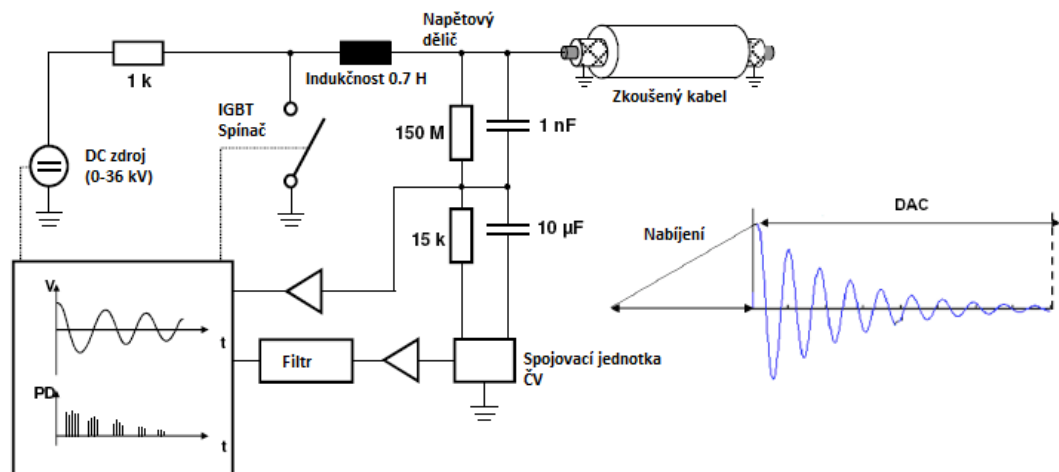 Napěťový
dělič
1 k
Indukčnost 0.7 H
Zkoušený kabel
IGBT
Spínač
150 M
1 nF
DC zdroj
(0-36 kV)
15 k
10 µF
DAC
Nabíjení
V
t
Filtr
Spojovací jednotka
ČV
PD
t